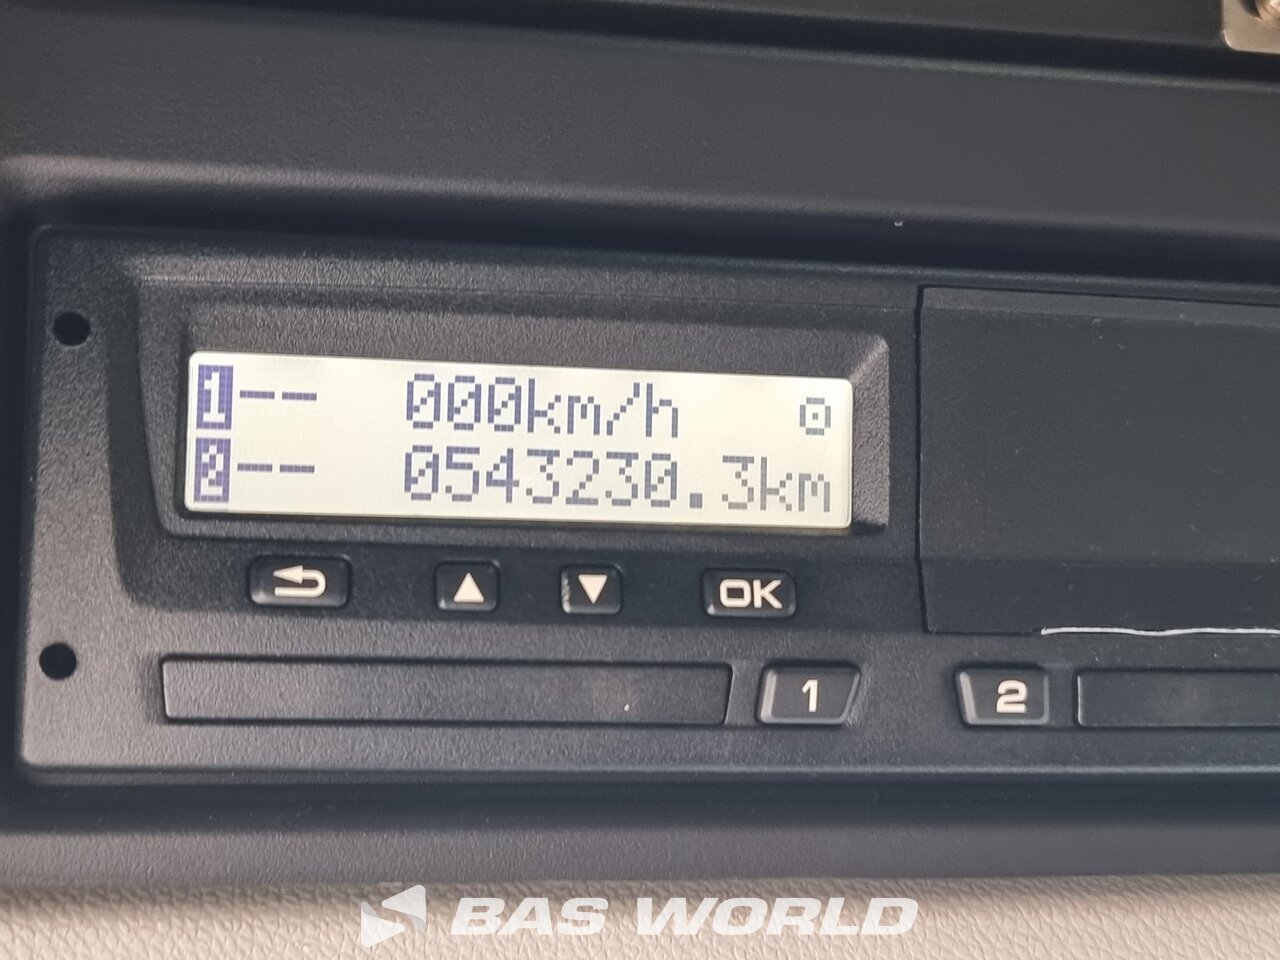 1-- 000km/h
2-- 0543230.3km
OK
1
2
BAS WORLD